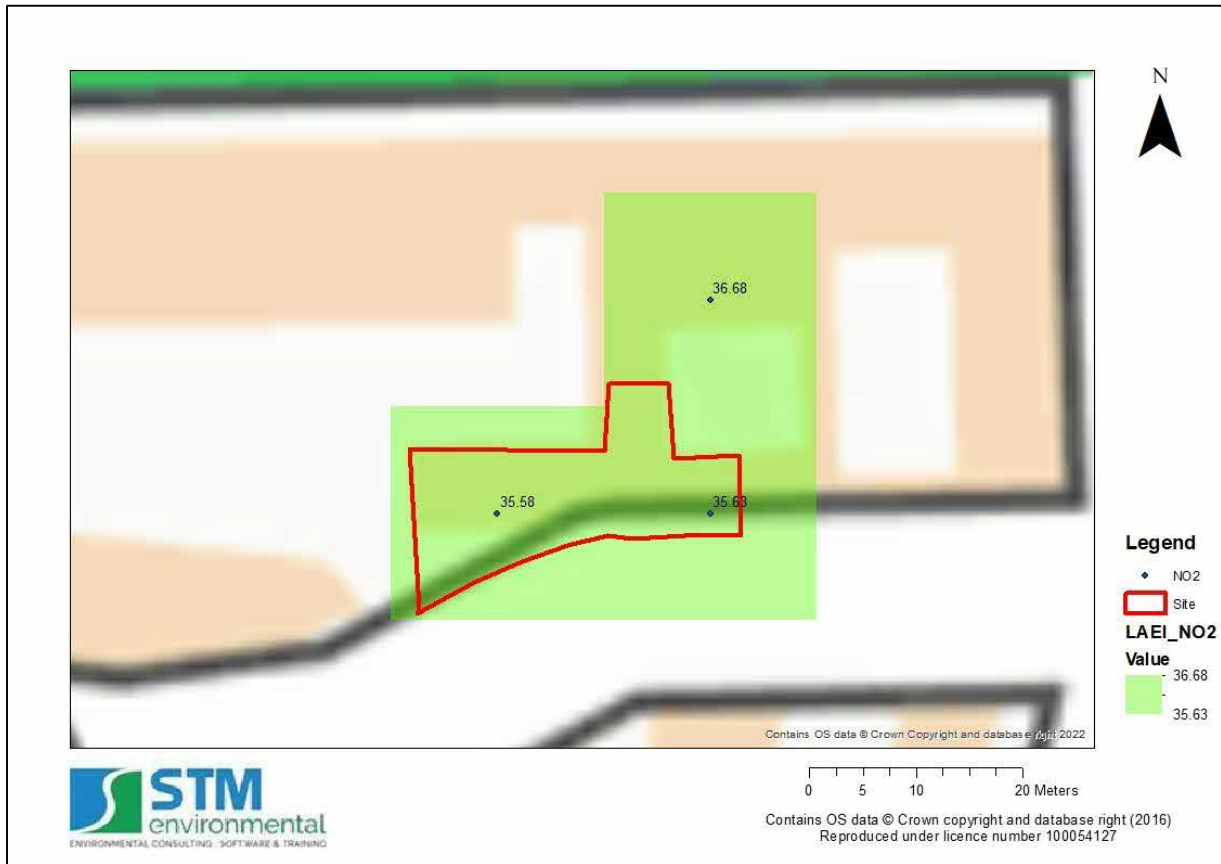 N
36.68
35.58
35.63
Legend
NO2
Site
LAEI_NO2
Value
36.68
35.63
Contains OS data © Crown Copyright and database right 2022
STM
environmental
ENVIRONMENTAL CONSULTING SOFTWARE & TRAINING
0 5 10 20 Meters
Contains OS data © Crown copyright and database right (2016)
Reproduced under licence number 100054127